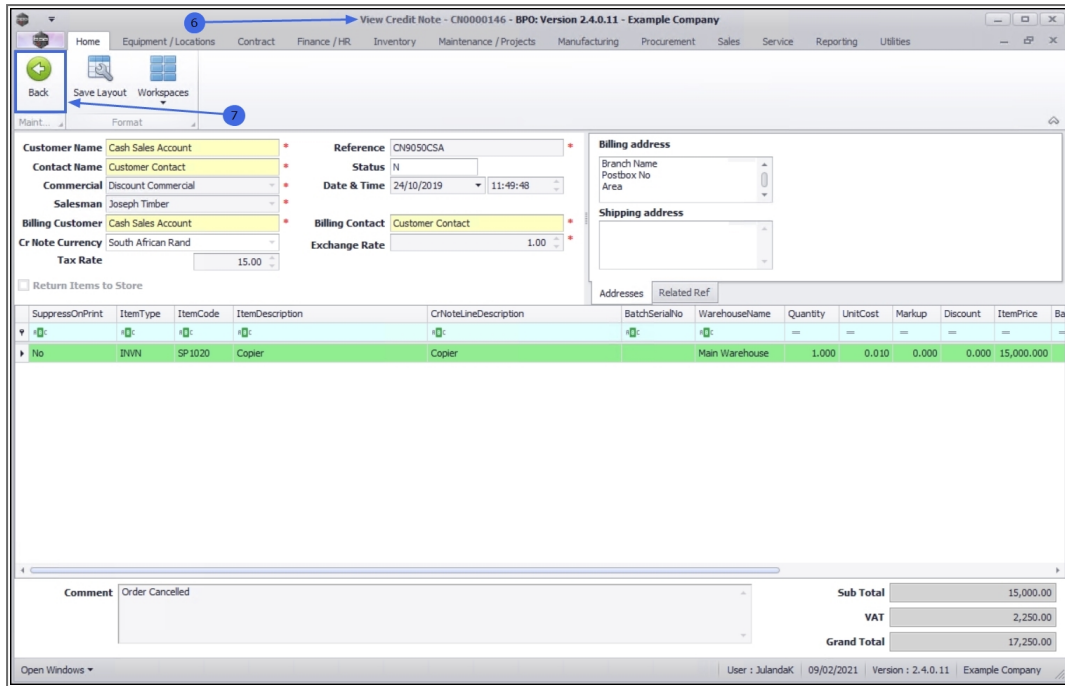 6
View Credit Note - CN0000146 - BPO: Version 2.4.0.11 - Example Company
Home Equipment / Locations Contract Finance / HR Inventory Maintenance / Projects Manufacturing Procurement Sales Service Reporting Utilities
Back Save Layout Workspaces
7
Maint... Format
Customer Name Cash Sales Account * Reference CN9050CSA * Billing address
Contact Name Customer Contact * Status N Branch Name
Postbox No
Commercial Discount Commercial * Date & Time 24/10/2019 11:49:48 Area
Salesman Joseph Timber *
Shipping address
Billing Customer Cash Sales Account * Billing Contact Customer Contact *
Cr Note Currency South African Rand Exchange Rate 1.00 *
Tax Rate 15.00
Return Items to Store
Addresses Related Ref
SuppressOnPrint ItemType ItemCode ItemDescription CrNoteLineDescription BatchSerialNo WarehouseName Quantity UnitCost Markup Discount ItemPrice Ba
No INVN SP1020 Copier Copier Main Warehouse 1.000 0.010 0.000 0.000 15,000.000
Comment Order Cancelled Sub Total 15,000.00
VAT 2,250.00
Grand Total 17,250.00
Open Windows User : JulandaK 09/02/2021 Version : 2.4.0.11 Example Company